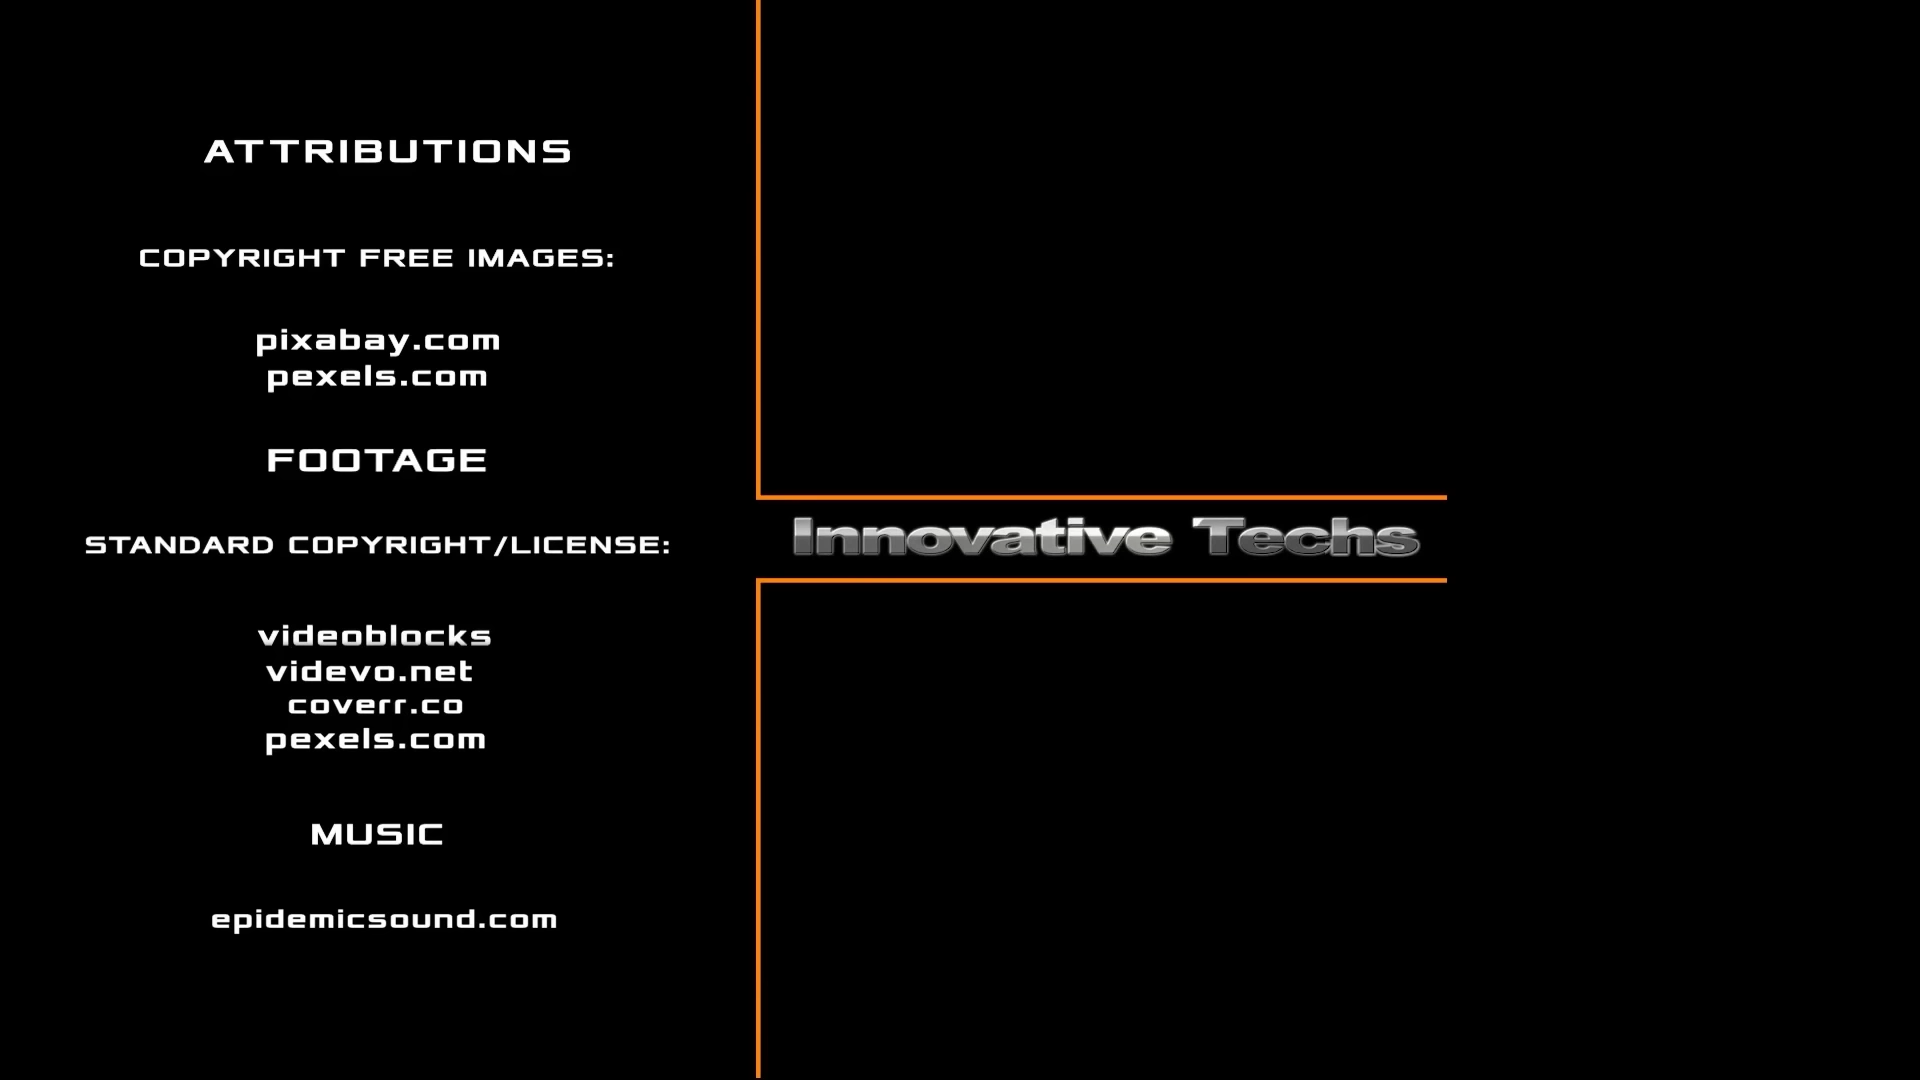 ATTRIBUTIONS
COPYRIGHT FREE IMAGES:
pixabay.com
pexels.com
FOOTAGE
STANDARD COPYRIGHT/LICENSE:
videoblocks
videvo.net
coverr.co
pexels.com
MUSIC
epidemicsound.com
Innovative Techs